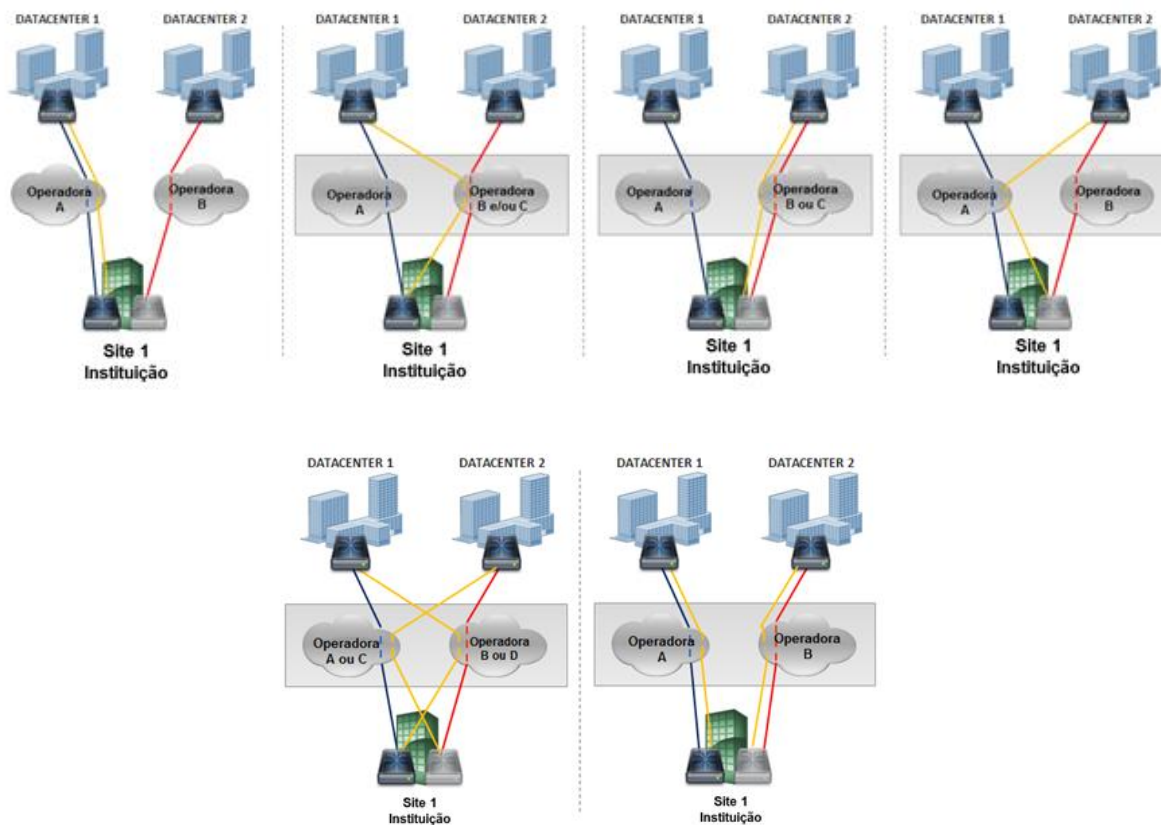 DATACENTER 1
DATACENTER 2
Operadora
A
Operadora
B
Site 1
Instituição
DATACENTER 1
DATACENTER 2
Operadora
A
Operadora
B e/ou C
Site 1
Instituição
DATACENTER 1
DATACENTER 2
Operadora
A
Operadora
B ou C
Site 1
Instituição
DATACENTER 1
DATACENTER 2
Operadora
A
Operadora
B
Site 1
Instituição
DATACENTER 1
DATACENTER 2
Operadora
A ou C
Operadora
B ou D
Site 1
Instituição
DATACENTER 1
DATACENTER 2
Operadora
A
Operadora
B
Site 1
Instituição